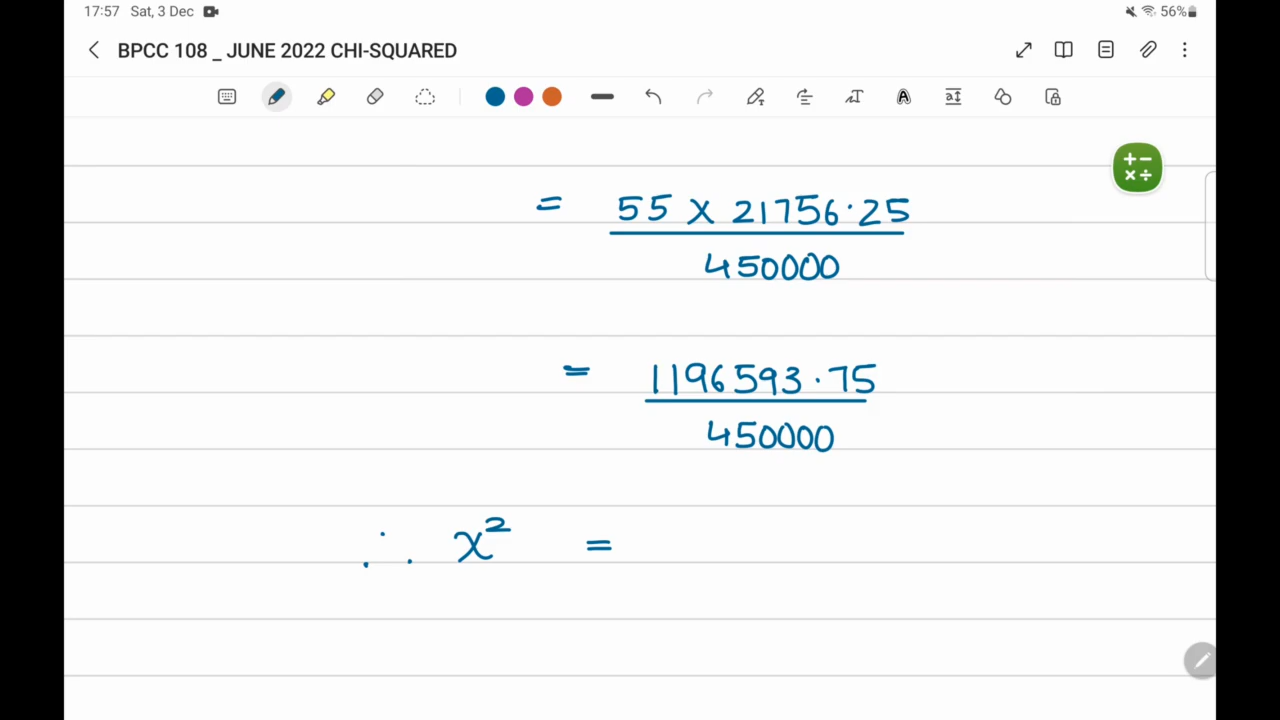 17:57 Sat, 3 Dec 56%
BPCC 108 _ JUNE 2022 CHI-SQUARED
= 55 × 21756.25
450000
= 1196593.75
450000
∴ x² =